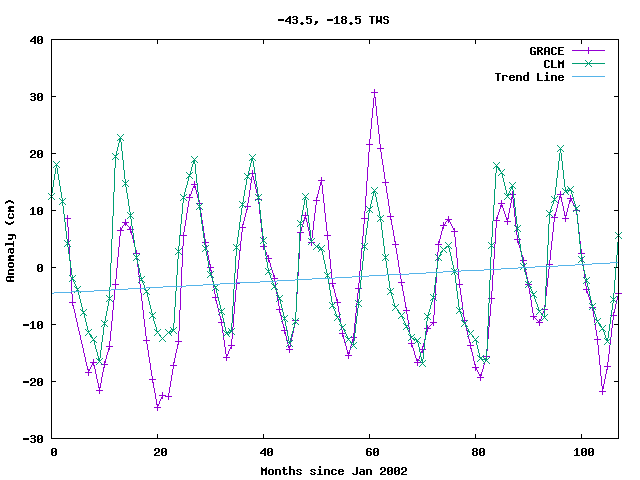 -43.5, -18.5 TWS
GRACE
CLM
Trend Line
40
30
20
10
0
-10
-20
-30
Anomaly (cm)
0 20 40 60 80 100
Months since Jan 2002